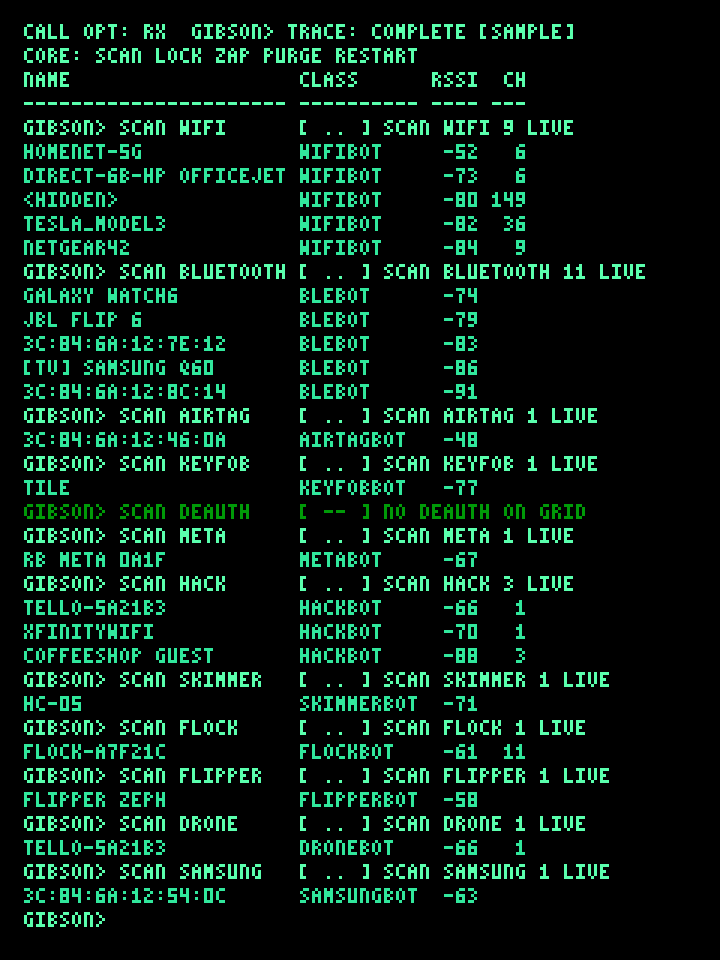 CALL OPT: RX  GIBSON> TRACE: COMPLETE [SAMPLE]
CORE: SCAN LOCK ZAP PURGE RESTART
NAME                   CLASS      RSSI  CH
---------------------- ---------- ---- ---
GIBSON> SCAN WIFI      [ .. ] SCAN WIFI 9 LIVE
HOMENET-5G             WIFIBOT     -52   6
DIRECT-6B-HP OFFICEJET WIFIBOT     -73   6
<HIDDEN>               WIFIBOT     -80 149
TESLA_MODEL3           WIFIBOT     -82  36
NETGEAR42              WIFIBOT     -84   9
GIBSON> SCAN BLUETOOTH [ .. ] SCAN BLUETOOTH 11 LIVE
GALAXY WATCH6          BLEBOT      -74
JBL FLIP 6             BLEBOT      -79
3C:84:6A:12:7E:12      BLEBOT      -83
[TV] SAMSUNG Q60       BLEBOT      -86
3C:84:6A:12:8C:14      BLEBOT      -91
GIBSON> SCAN AIRTAG    [ .. ] SCAN AIRTAG 1 LIVE
3C:84:6A:12:46:0A      AIRTAGBOT   -48
GIBSON> SCAN KEYFOB    [ .. ] SCAN KEYFOB 1 LIVE
TILE                   KEYFOBBOT   -77
GIBSON> SCAN DEAUTH    [ -- ] NO DEAUTH ON GRID
GIBSON> SCAN META      [ .. ] SCAN META 1 LIVE
RB META 0A1F           METABOT     -67
GIBSON> SCAN HACK      [ .. ] SCAN HACK 3 LIVE
TELLO-5A21B3           HACKBOT     -66   1
XFINITYWIFI            HACKBOT     -70   1
COFFEESHOP GUEST       HACKBOT     -88   3
GIBSON> SCAN SKIMMER   [ .. ] SCAN SKIMMER 1 LIVE
HC-05                  SKIMMERBOT  -71
GIBSON> SCAN FLOCK     [ .. ] SCAN FLOCK 1 LIVE
FLOCK-A7F21C           FLOCKBOT    -61  11
GIBSON> SCAN FLIPPER   [ .. ] SCAN FLIPPER 1 LIVE
FLIPPER ZEPH           FLIPPERBOT  -58
GIBSON> SCAN DRONE     [ .. ] SCAN DRONE 1 LIVE
TELLO-5A21B3           DRONEBOT    -66   1
GIBSON> SCAN SAMSUNG   [ .. ] SCAN SAMSUNG 1 LIVE
3C:84:6A:12:54:0C      SAMSUNGBOT  -63
GIBSON>